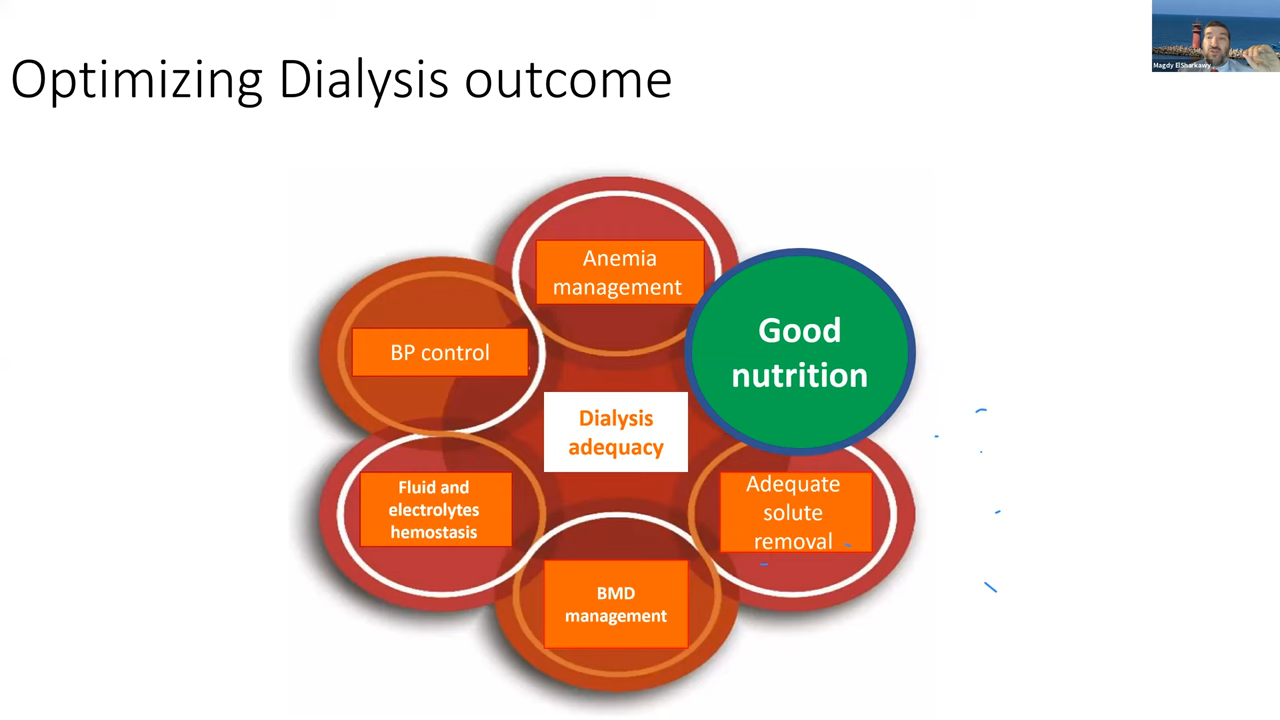 Optimizing Dialysis outcome
Magdy ElSharkawy
Anemia
management
Good
nutrition
BP control
Dialysis
adequacy
Fluid and
electrolytes
hemostasis
Adequate
solute
removal
BMD
management